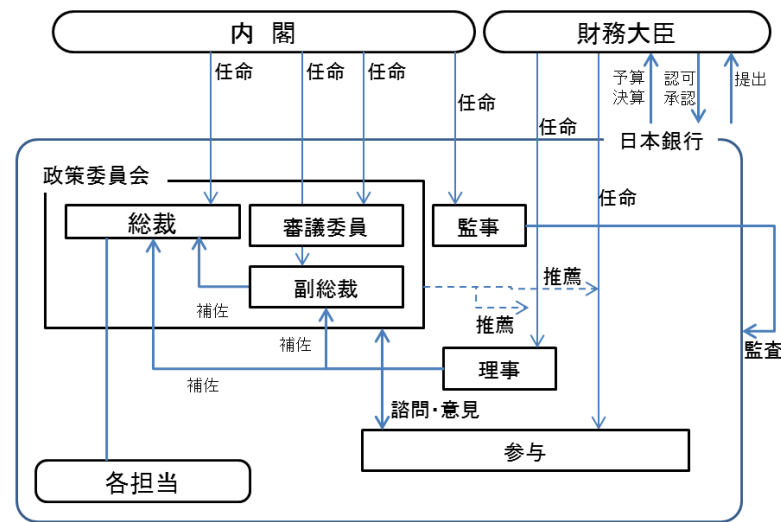 内 閣
財務大臣
任命
任命
任命
任命
任命
予算
決算
認可
承認
提出
日本銀行
政策委員会
任命
総裁
審議委員
監事
副総裁
推薦
補佐
推薦
補佐
監査
理事
補佐
諮問・意見
参与
各担当